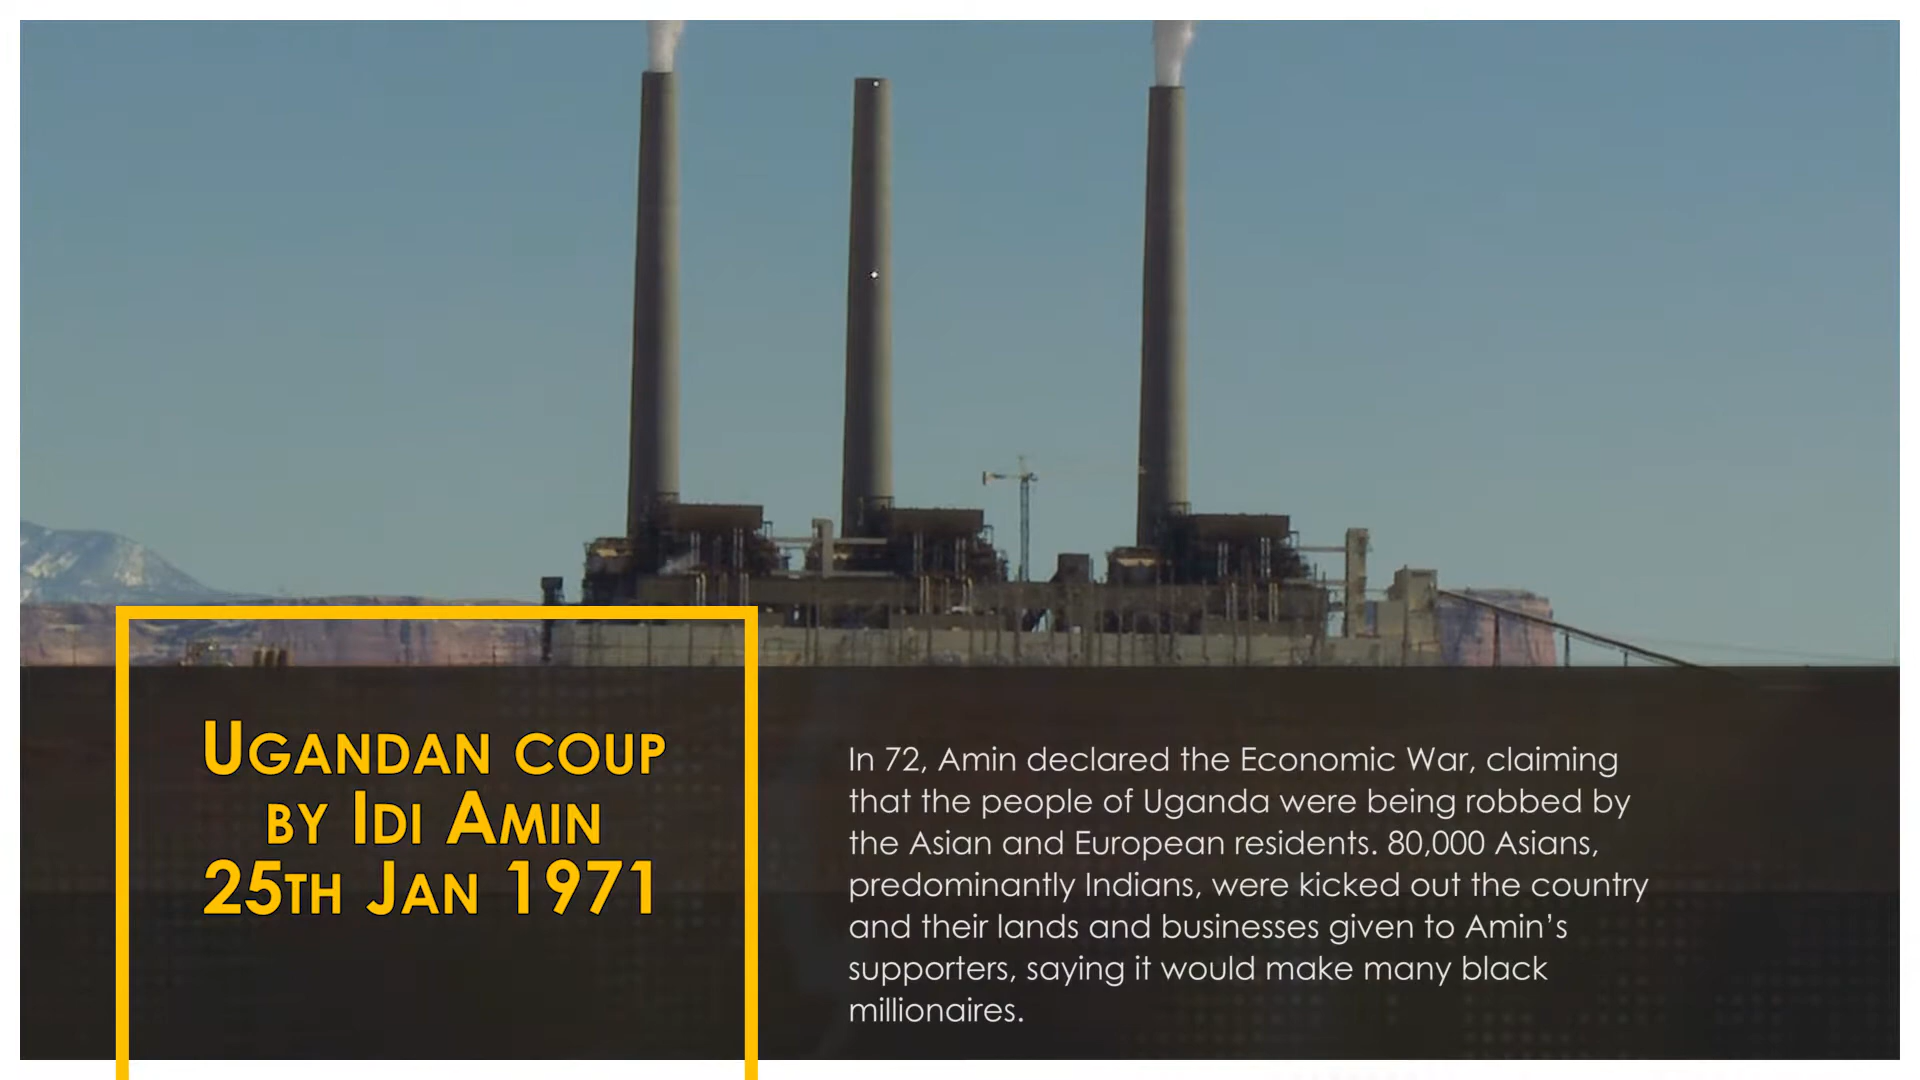 Ugandan coup
by Idi Amin
25th Jan 1971
In 72, Amin declared the Economic War, claiming
that the people of Uganda were being robbed by
the Asian and European residents. 80,000 Asians,
predominantly Indians, were kicked out the country
and their lands and businesses given to Amin’s
supporters, saying it would make many black
millionaires.